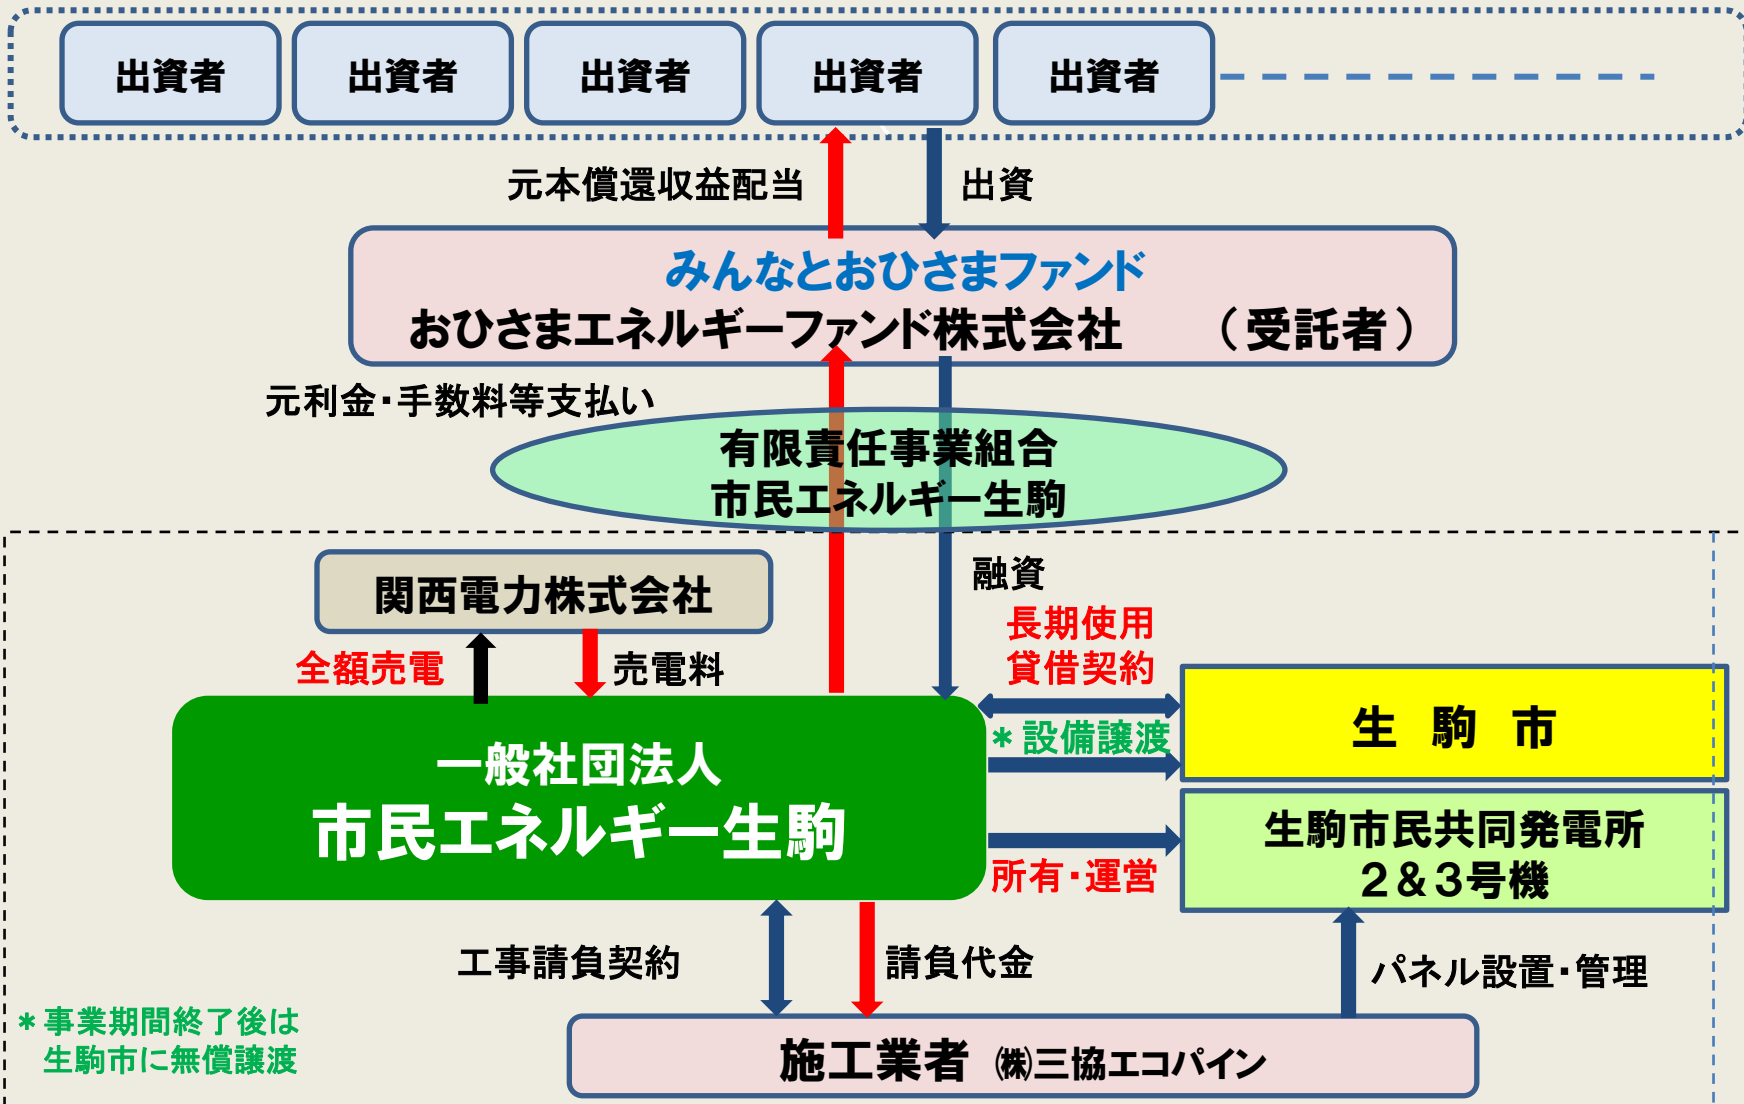 出資者
出資者
出資者
出資者
出資者
元本償還収益配当
出資
みんなとおひさまファンド
おひさまエネルギーファンド株式会社　（受託者）
元利金・手数料等支払い
有限責任事業組合
市民エネルギー生駒
関西電力株式会社
融資
長期使用
貸借契約
全額売電
売電料
生　駒　市
＊設備譲渡
一般社団法人
市民エネルギー生駒
生駒市民共同発電所
２＆３号機
所有・運営
工事請負契約
請負代金
パネル設置・管理
＊事業期間終了後は
生駒市に無償譲渡
施工業者 ㈱三協エコパイン